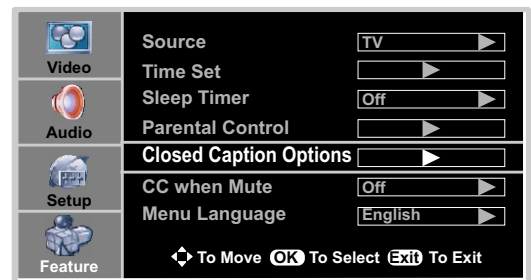 Video
Audio
Setup
Feature
Source TV
Time Set
Sleep Timer Off
Parental Control
Closed Caption Options
CC when Mute Off
Menu Language English
To Move OK To Select Exit To Exit